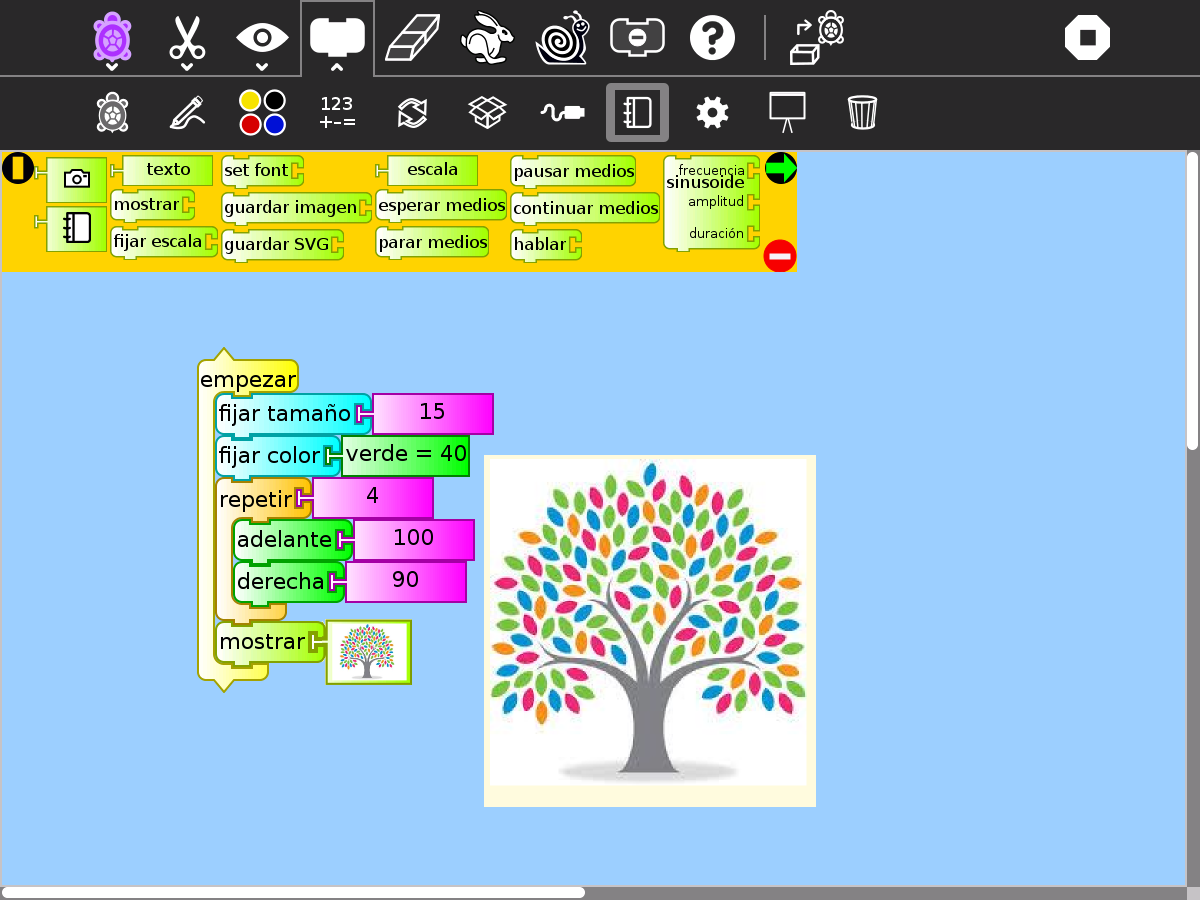 123
+-=
texto
mostrar
fijar escala
set font
guardar imagen
guardar SVG
escala
esperar medios
parar medios
pausar medios
continuar medios
hablar
frecuencia
sinusoide
amplitud
duración
empezar
fijar tamaño 15
fijar color verde = 40
repetir 4
adelante 100
derecha 90
mostrar